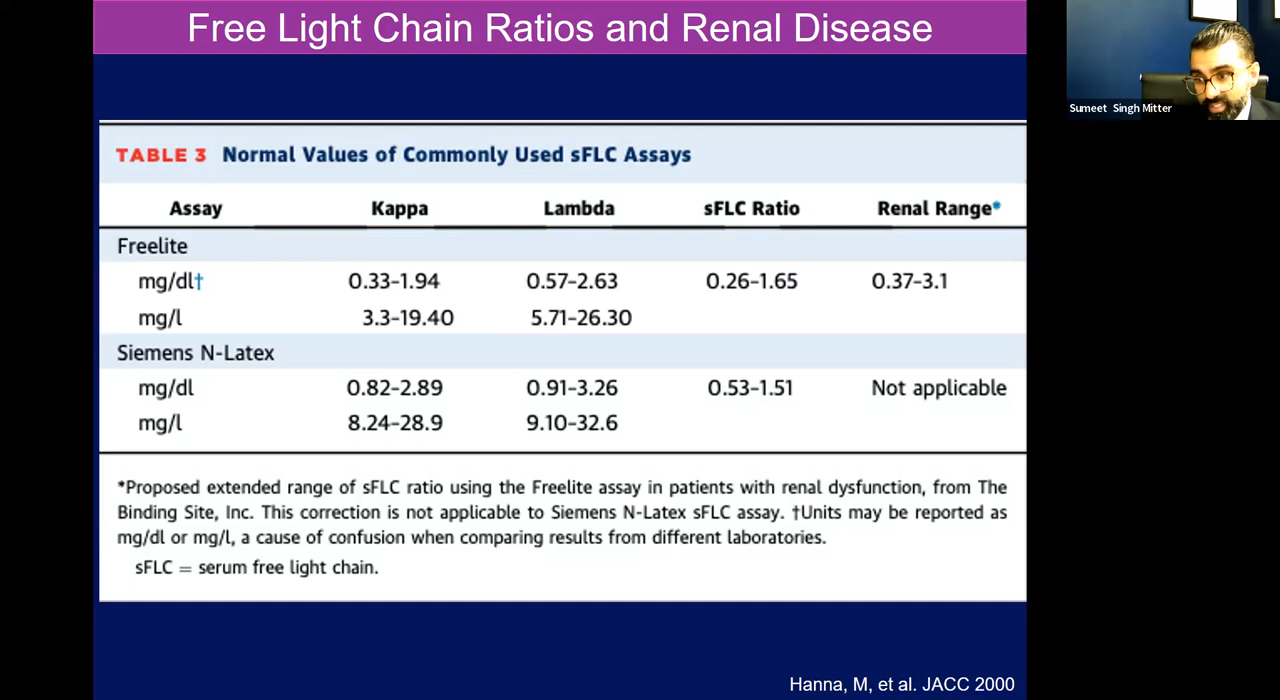 Free Light Chain Ratios and Renal Disease
Sumeet Singh Mitter
TABLE 3 Normal Values of Commonly Used sFLC Assays
Assay Kappa Lambda sFLC Ratio Renal Range*
Freelite
mg/dl† 0.33–1.94 0.57–2.63 0.26–1.65 0.37–3.1
mg/l 3.3–19.40 5.71–26.30
Siemens N-Latex
mg/dl 0.82–2.89 0.91–3.26 0.53–1.51 Not applicable
mg/l 8.24–28.9 9.10–32.6
*Proposed extended range of sFLC ratio using the Freelite assay in patients with renal dysfunction, from The
Binding Site, Inc. This correction is not applicable to Siemens N-Latex sFLC assay. †Units may be reported as
mg/dl or mg/l, a cause of confusion when comparing results from different laboratories.
sFLC = serum free light chain.
Hanna, M, et al. JACC 2000